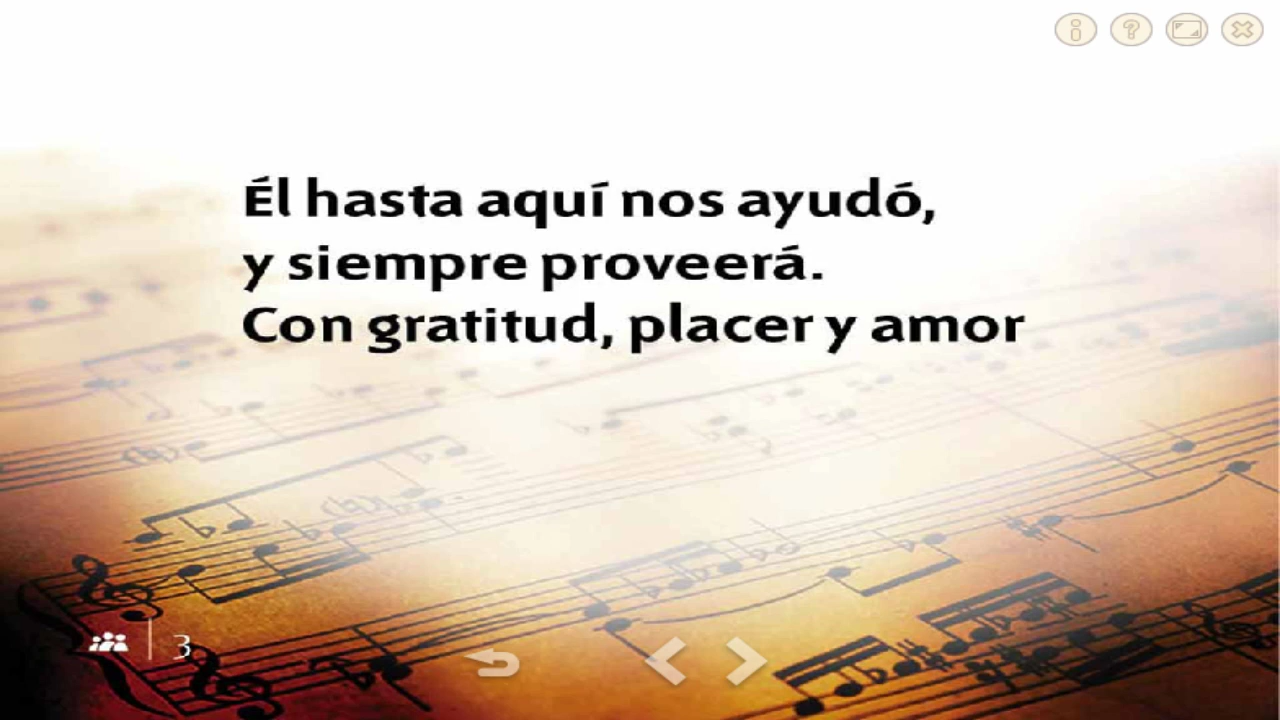 Él hasta aquí nos ayudó,
y siempre proveerá.
Con gratitud, placer y amor
3